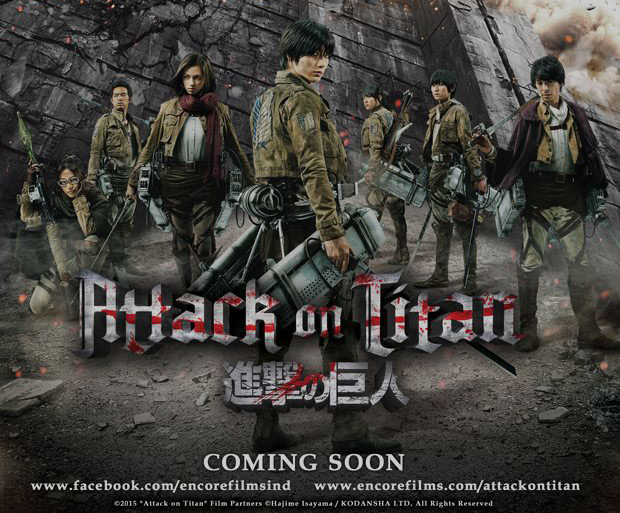 Attack on Titan
進撃の巨人
COMING SOON
www.facebook.com/encorefilmsind www.encorefilms.com/attackontitan
©2015 "Attack on Titan" Film Partners ©Hajime Isayama / KODANSHA LTD. All Rights Reserved